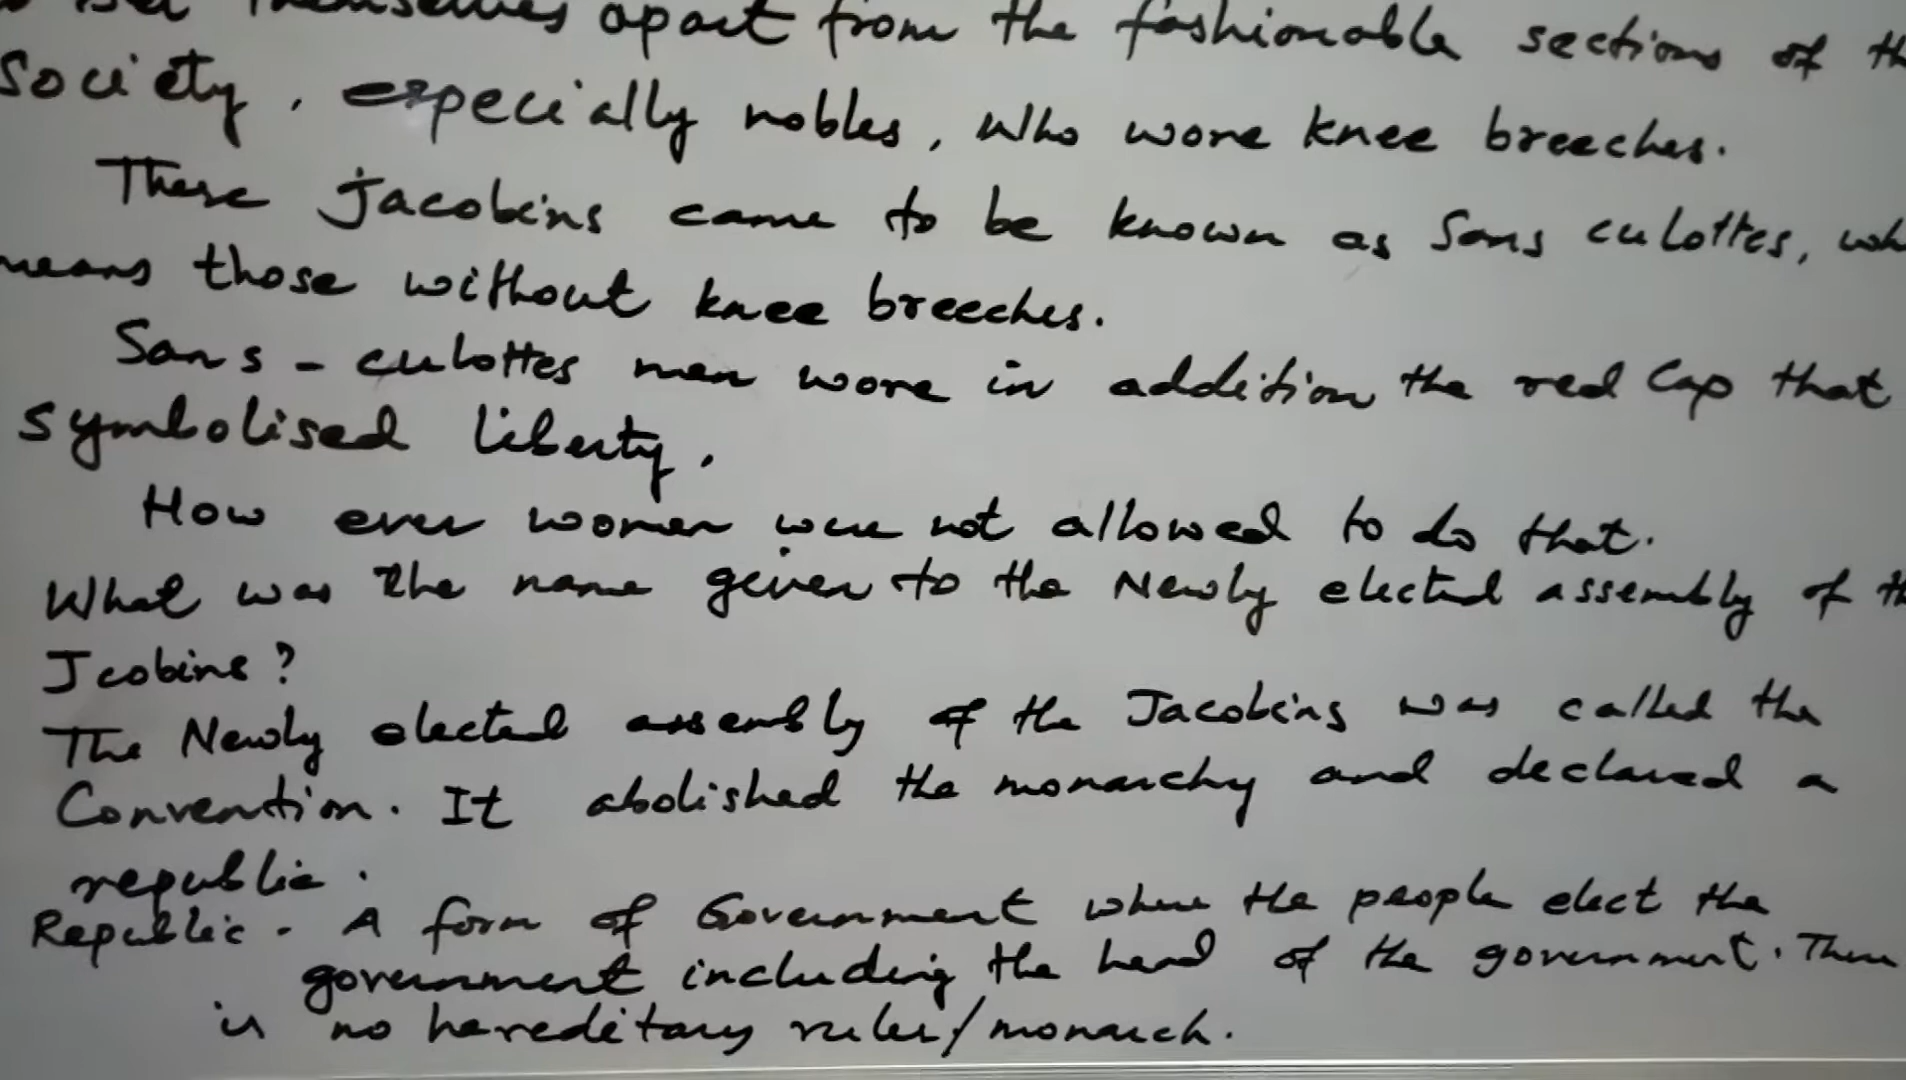 themselves apart from the fashionable sections of th
society, especially nobles, who wore knee breeches.
These Jacobins came to be known as Sans culottes, wh
means those without knee breeches.
Sans - culottes men wore in addition the red Cap that
symbolised liberty.
How ever women were not allowed to do that.
What was the name given to the Newly elected assembly of th
Jcobins?
The Newly elected assembly of the Jacobins was called the
Convention. It abolished the monarchy and declared a
republic.
Republic - A form of Government where the people elect the
government including the head of the government. There
is no hereditary ruler/monarch.